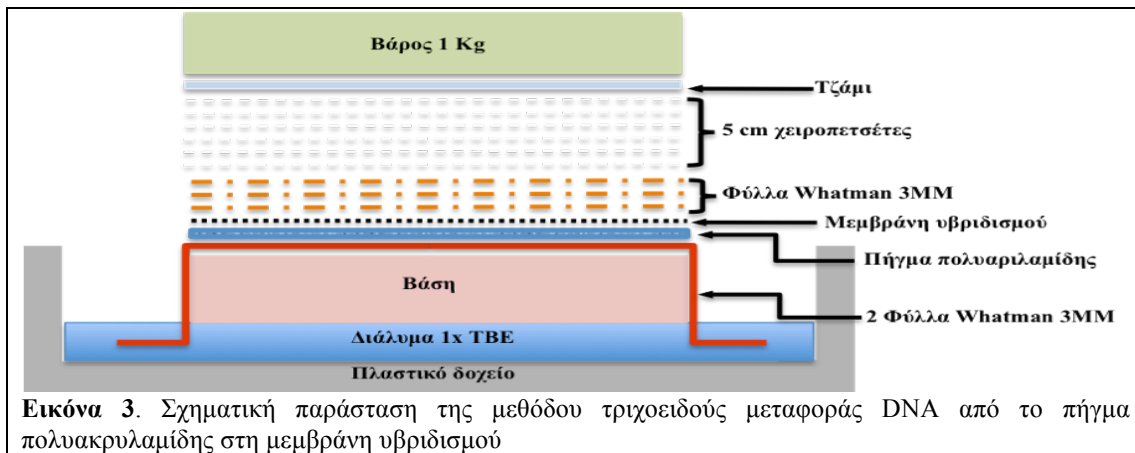 Βάρος 1 Kg
Τζάμι
5 cm χειροπετσέτες
Φύλλα Whatman 3MM
Μεμβράνη υβριδισμού
Πήγμα πολυαριλαμίδης
Βάση
2 Φύλλα Whatman 3MM
Διάλυμα 1x TBE
Πλαστικό δοχείο
Εικόνα 3. Σχηματική παράσταση της μεθόδου τριχοειδούς μεταφοράς DNA από το πήγμα
πολυακρυλαμίδης στη μεμβράνη υβριδισμού